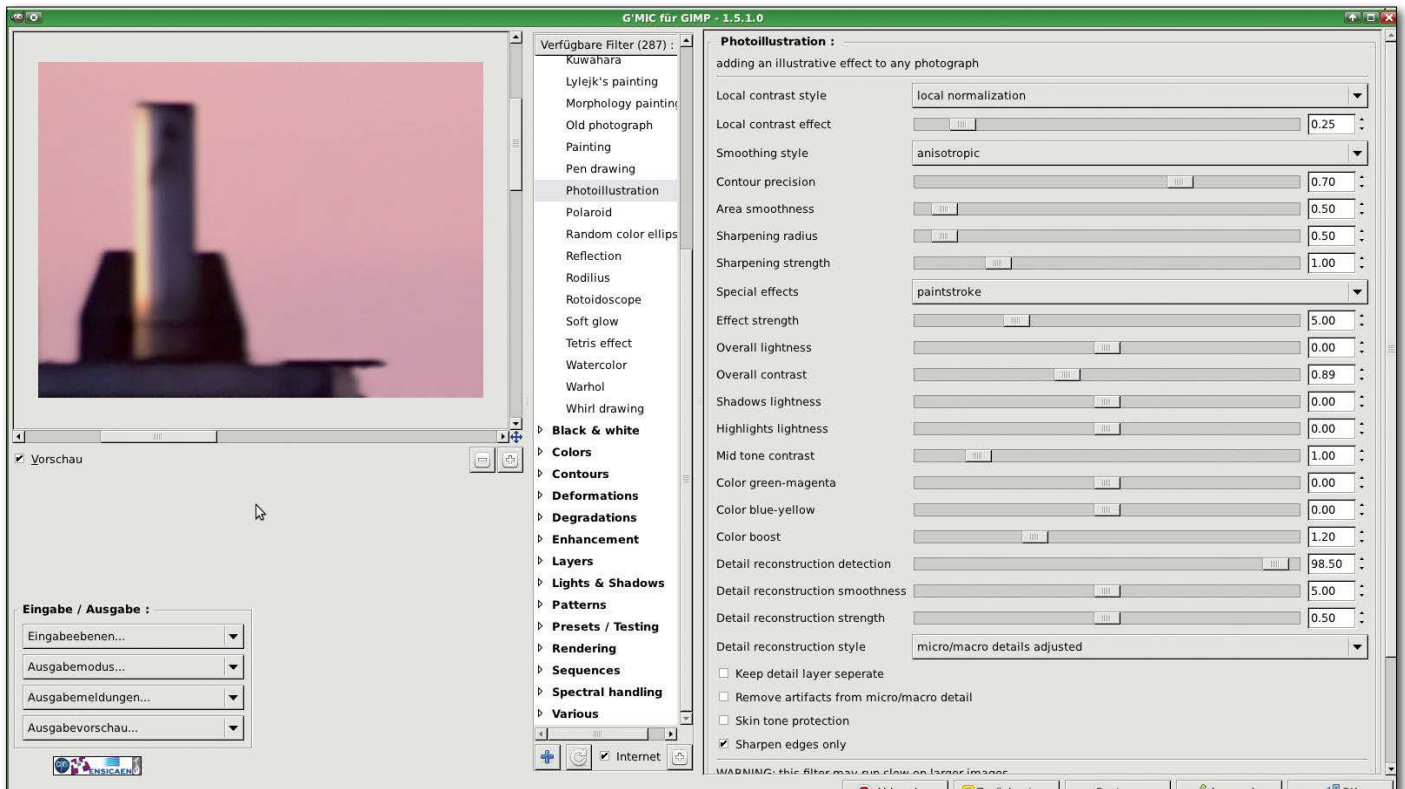 G'MIC für GIMP - 1.5.1.0
Vorschau
Eingabe / Ausgabe :
Eingabeebenen...
Ausgabemodus...
Ausgabemeldungen...
Ausgabevorschau...
ENSICAEN
Verfügbare Filter (287) :
Kuwahara
Lylejk's painting
Morphology painting
Old photograph
Painting
Pen drawing
Photoillustration
Polaroid
Random color ellips
Reflection
Rodilius
Rotoidoscope
Soft glow
Tetris effect
Watercolor
Warhol
Whirl drawing
Black & white
Colors
Contours
Deformations
Degradations
Enhancement
Layers
Lights & Shadows
Patterns
Presets / Testing
Rendering
Sequences
Spectral handling
Various
Internet
Photoillustration :
adding an illustrative effect to any photograph
Local contrast style local normalization
Local contrast effect 0.25
Smoothing style anisotropic
Contour precision 0.70
Area smoothness 0.50
Sharpening radius 0.50
Sharpening strength 1.00
Special effects paintstroke
Effect strength 5.00
Overall lightness 0.00
Overall contrast 0.89
Shadows lightness 0.00
Highlights lightness 0.00
Mid tone contrast 1.00
Color green-magenta 0.00
Color blue-yellow 0.00
Color boost 1.20
Detail reconstruction detection 98.50
Detail reconstruction smoothness 5.00
Detail reconstruction strength 0.50
Detail reconstruction style micro/macro details adjusted
Keep detail layer seperate
Remove artifacts from micro/macro detail
Skin tone protection
Sharpen edges only
WARNING: this filter may run slow on larger images